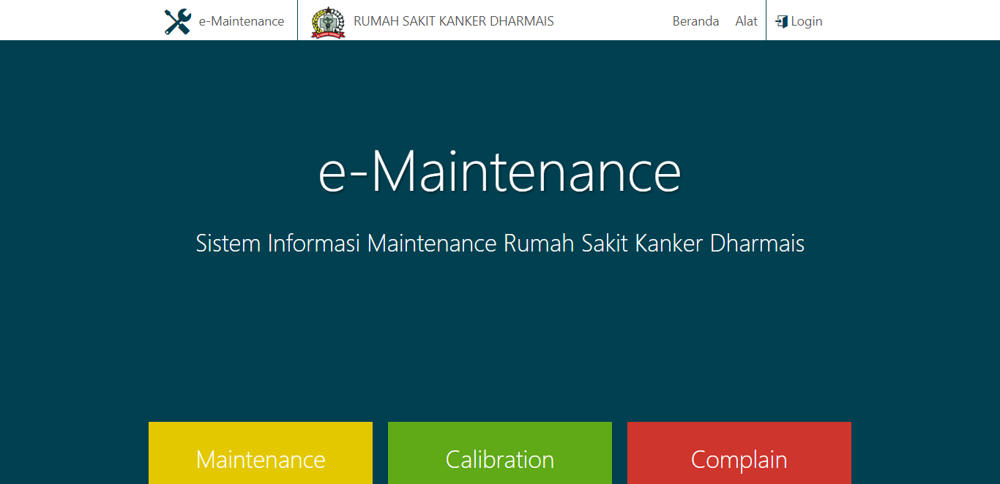 e-Maintenance
RUMAH SAKIT KANKER DHARMAIS
Beranda
Alat
Login
e-Maintenance
Sistem Informasi Maintenance Rumah Sakit Kanker Dharmais
Maintenance
Calibration
Complain